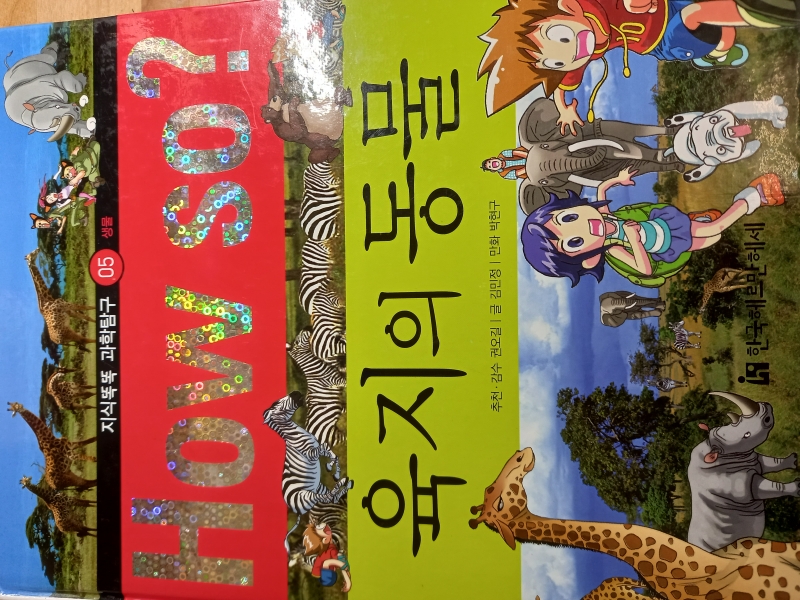 지식똑똑 과학탐구 05 생물
How so?
육지의 동물
추천·감수 권오길 | 글 김민정 | 만화 박현구
한국헤르만헤세